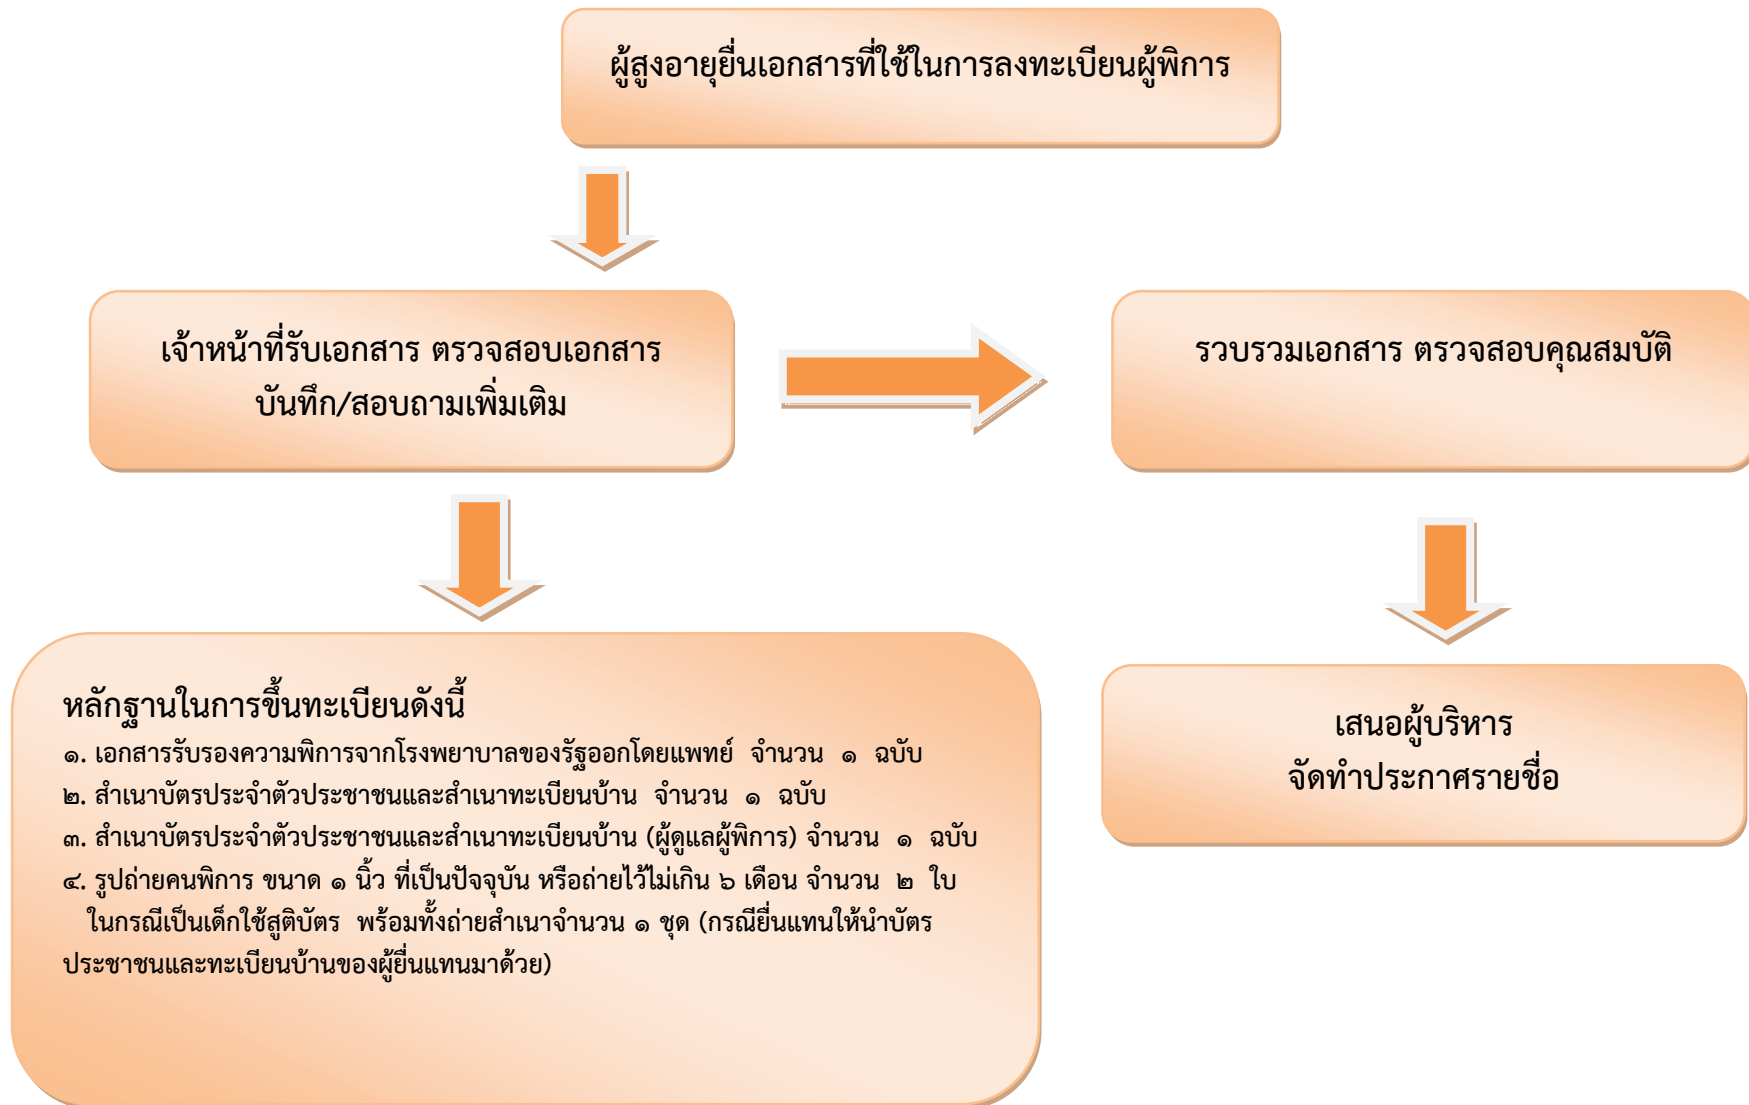 ผู้สูงอายุยื่นเอกสารที่ใช้ในการลงทะเบียนผู้พิการ
เจ้าหน้าที่รับเอกสาร ตรวจสอบเอกสาร
บันทึก/สอบถามเพิ่มเติม
รวบรวมเอกสาร ตรวจสอบคุณสมบัติ
หลักฐานในการขึ้นทะเบียนดังนี้
๑. เอกสารรับรองความพิการจากโรงพยาบาลของรัฐออกโดยแพทย์ จำนวน ๑ ฉบับ
๒. สำเนาบัตรประจำตัวประชาชนและสำเนาทะเบียนบ้าน จำนวน ๑ ฉบับ
๓. สำเนาบัตรประจำตัวประชาชนและสำเนาทะเบียนบ้าน (ผู้ดูแลผู้พิการ) จำนวน ๑ ฉบับ
๔. รูปถ่ายคนพิการ ขนาด ๑ นิ้ว ที่เป็นปัจจุบัน หรือถ่ายไว้ไม่เกิน ๖ เดือน จำนวน ๒ ใบ
ในกรณีเป็นเด็กใช้สูติบัตร พร้อมทั้งถ่ายสำเนาจำนวน ๑ ชุด (กรณียื่นแทนให้นำบัตร
ประชาชนและทะเบียนบ้านของผู้ยื่นแทนมาด้วย)
เสนอผู้บริหาร
จัดทำประกาศรายชื่อ